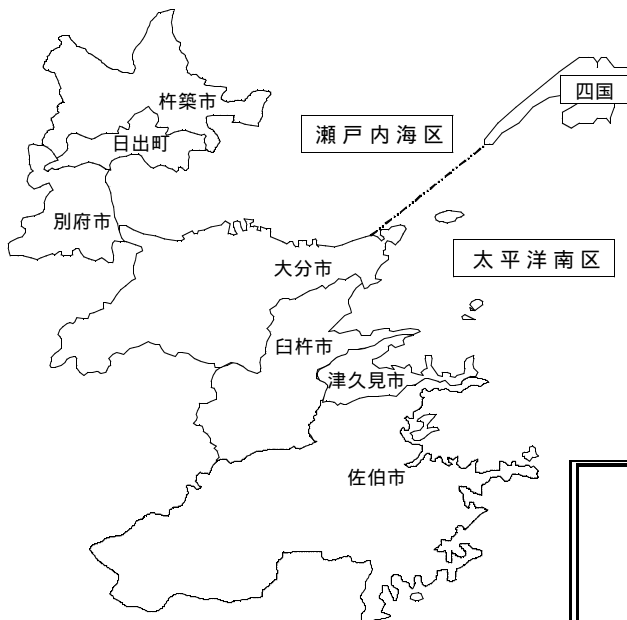 四国
杵築市
瀬戸内海区
日出町
別府市
太平洋南区
大分市
臼杵市
津久見市
佐伯市